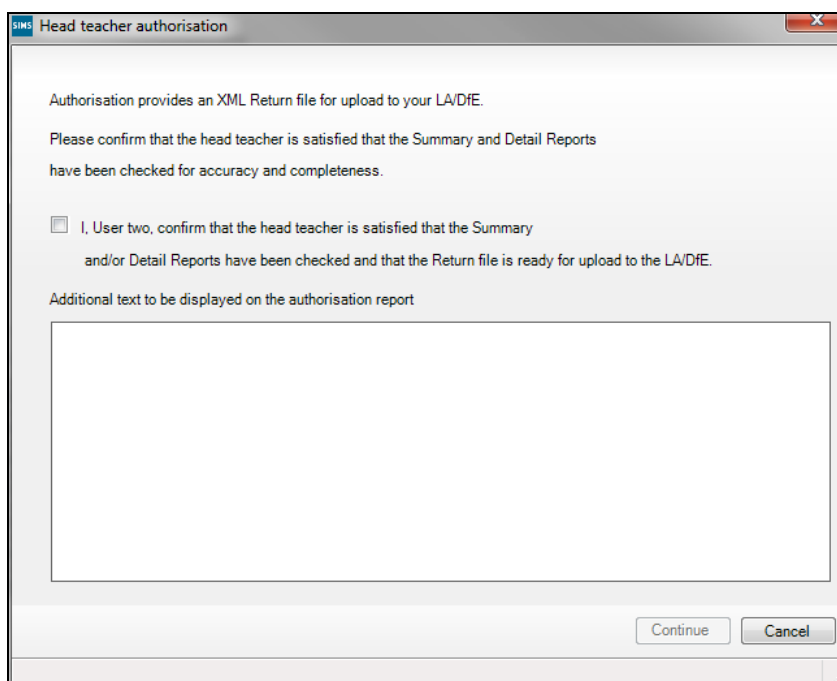 SIMS Head teacher authorisation
Authorisation provides an XML Return file for upload to your LA/DfE.
Please confirm that the head teacher is satisfied that the Summary and Detail Reports
have been checked for accuracy and completeness.
I, User two, confirm that the head teacher is satisfied that the Summary
and/or Detail Reports have been checked and that the Return file is ready for upload to the LA/DfE.
Additional text to be displayed on the authorisation report
Continue Cancel